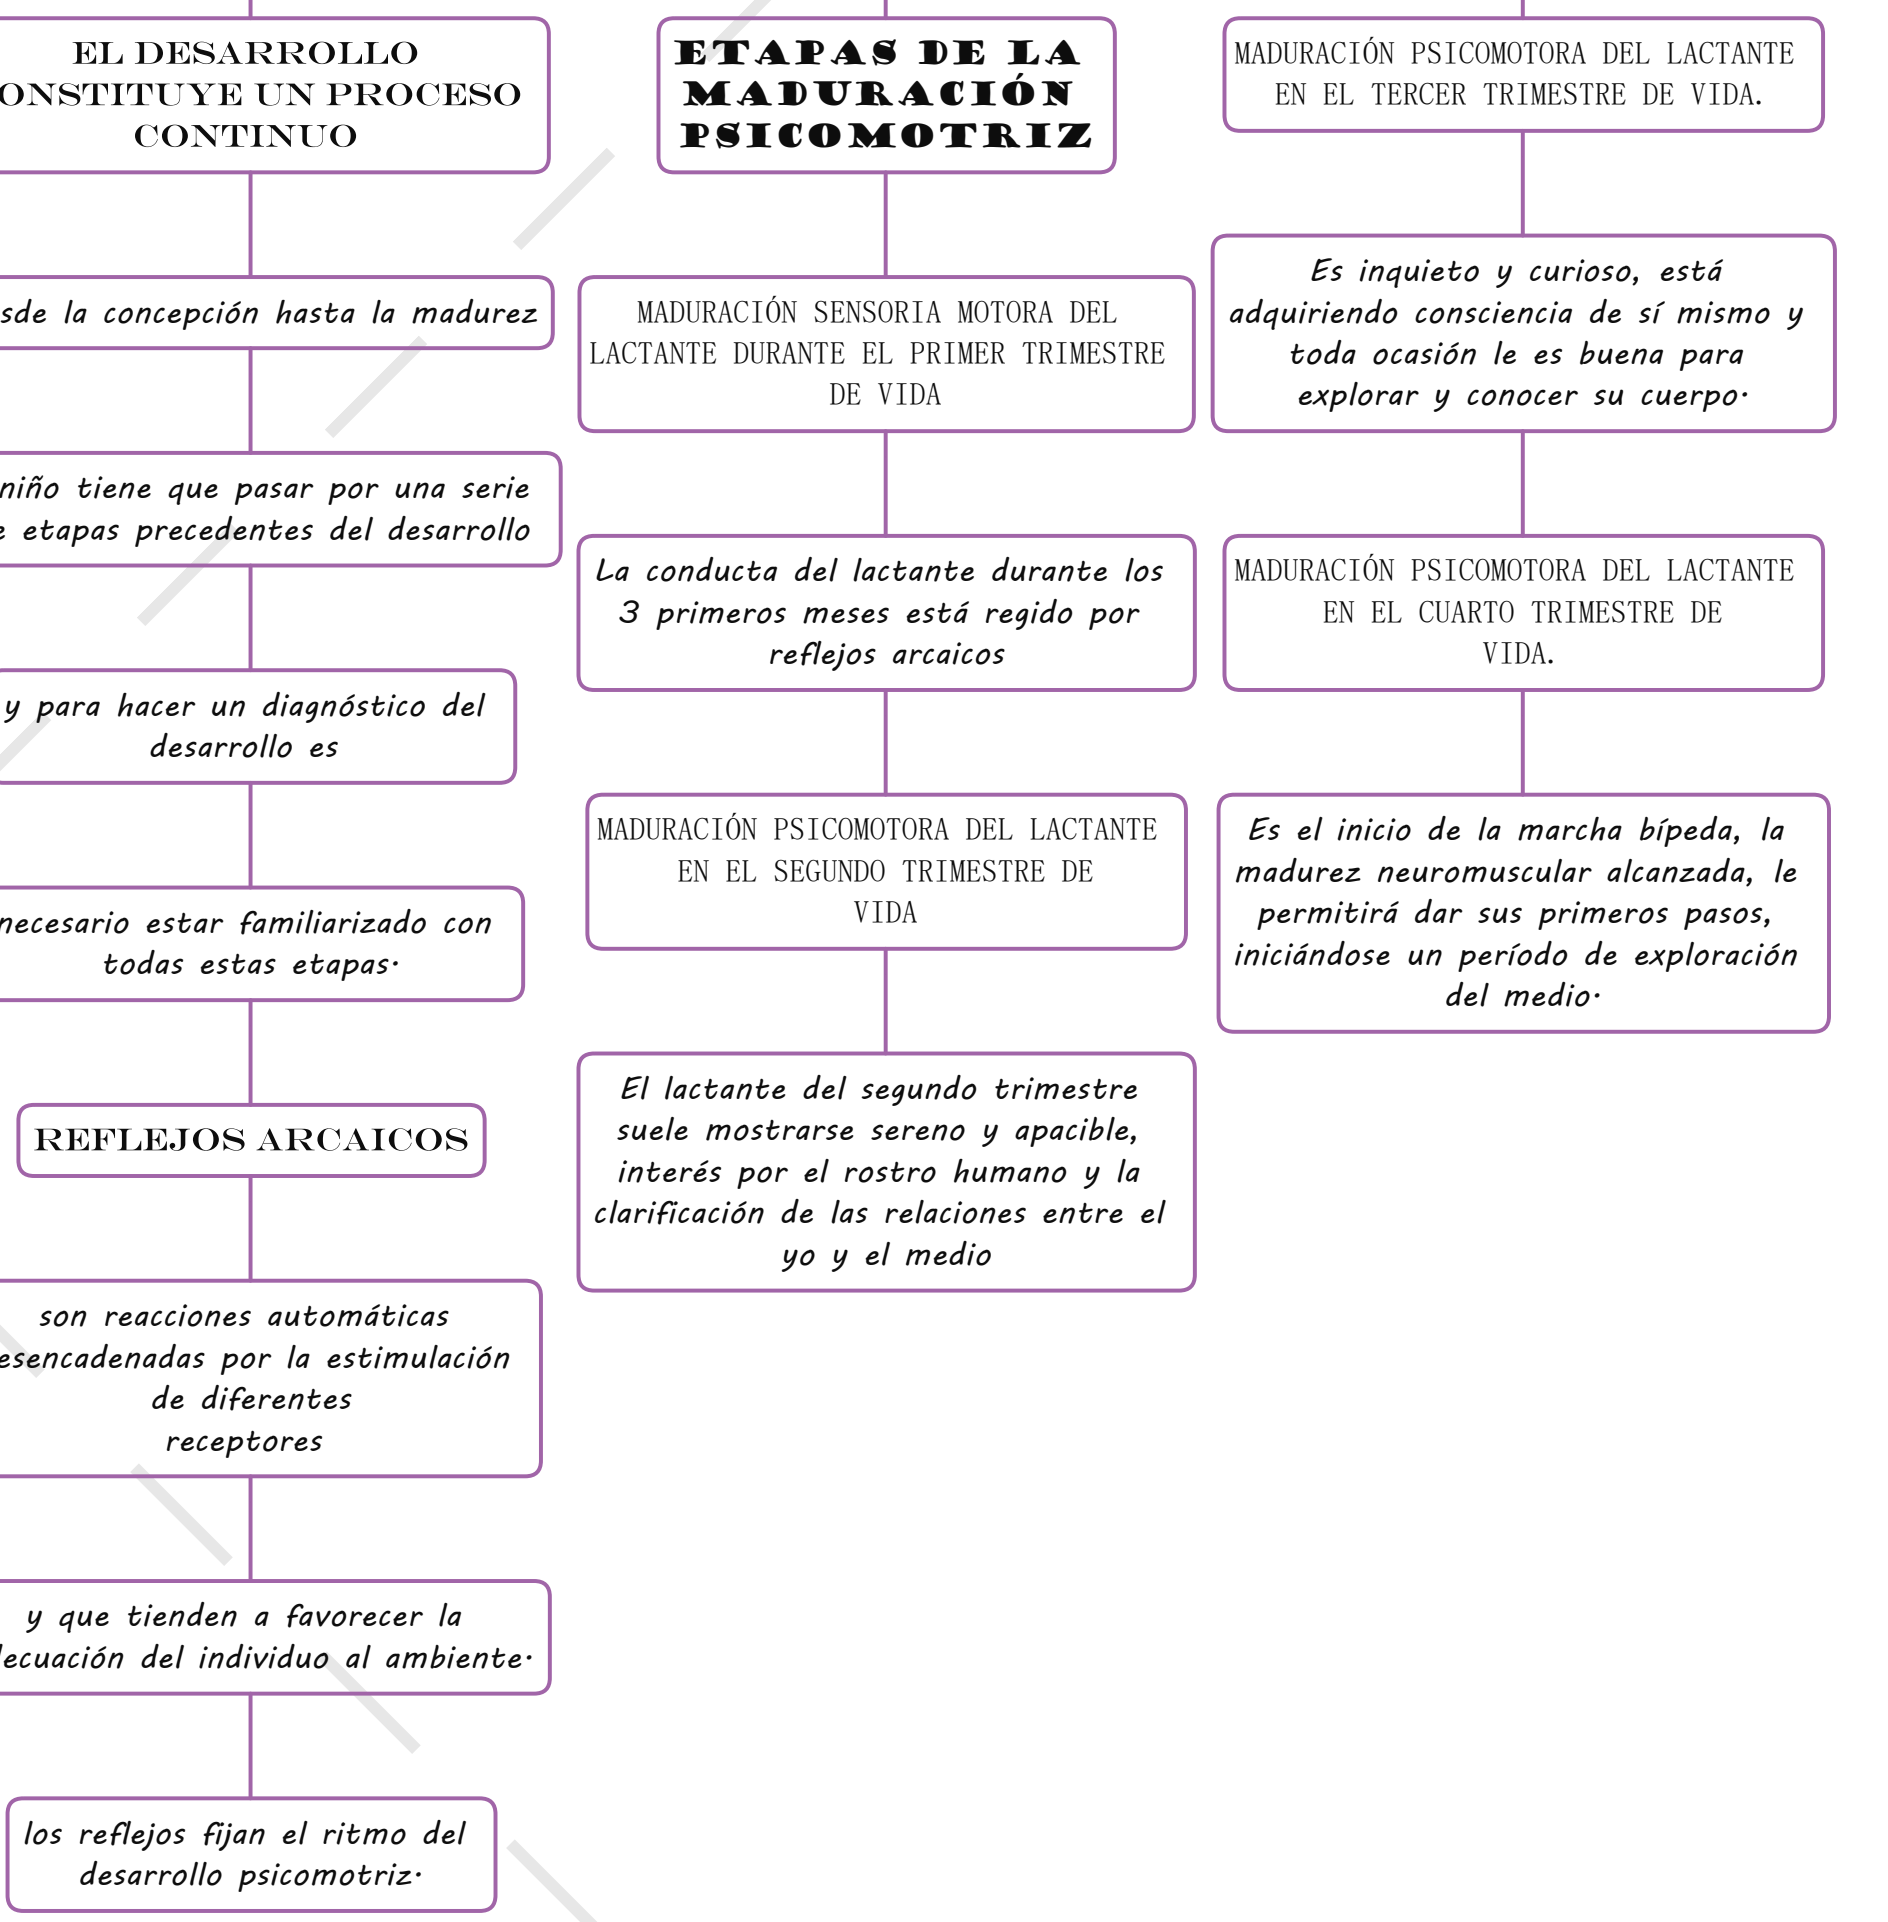 EL DESARROLLO
ONSTITUYE UN PROCESO
CONTINUO
sde la concepción hasta la madurez
niño tiene que pasar por una serie
e etapas precedentes del desarrollo
y para hacer un diagnóstico del
desarrollo es
necesario estar familiarizado con
todas estas etapas·
REFLEJOS ARCAICOS
son reacciones automáticas
esencadenadas por la estimulación
de diferentes
receptores
y que tienden a favorecer la
decuación del individuo al ambiente·
los reflejos fijan el ritmo del
desarrollo psicomotriz·
ETAPAS DE LA
MADURACIÓN
PSICOMOTRIZ
MADURACIÓN SENSORIA MOTORA DEL
LACTANTE DURANTE EL PRIMER TRIMESTRE
DE VIDA
La conducta del lactante durante los
3 primeros meses está regido por
reflejos arcaicos
MADURACIÓN PSICOMOTORA DEL LACTANTE
EN EL SEGUNDO TRIMESTRE DE
VIDA
El lactante del segundo trimestre
suele mostrarse sereno y apacible,
interés por el rostro humano y la
clarificación de las relaciones entre el
yo y el medio
MADURACIÓN PSICOMOTORA DEL LACTANTE
EN EL TERCER TRIMESTRE DE VIDA.
Es inquieto y curioso, está
adquiriendo consciencia de sí mismo y
toda ocasión le es buena para
explorar y conocer su cuerpo·
MADURACIÓN PSICOMOTORA DEL LACTANTE
EN EL CUARTO TRIMESTRE DE
VIDA.
Es el inicio de la marcha bípeda, la
madurez neuromuscular alcanzada, le
permitirá dar sus primeros pasos,
iniciándose un período de exploración
del medio·